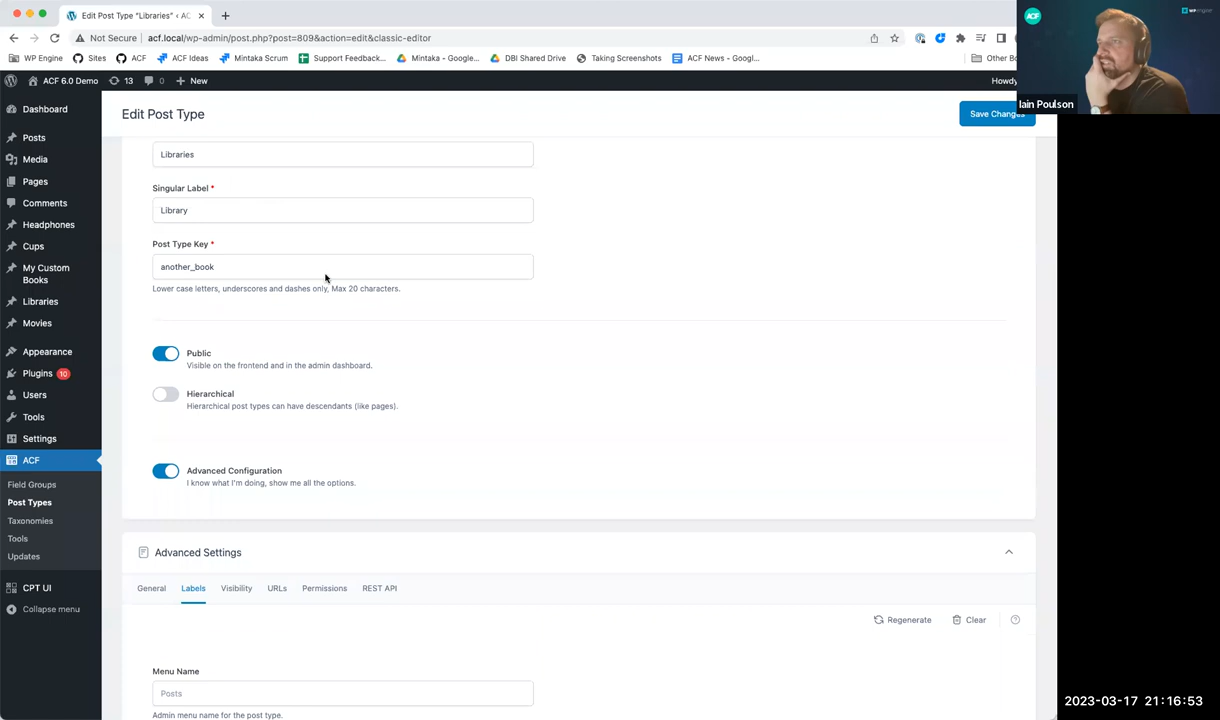 Edit Post Type "Libraries" ‹ AC
Not Secure
acf.local/wp-admin/post.php?post=809&action=edit&classic-editor
WP Engine
Sites
ACF
ACF Ideas
Mintaka Scrum
Support Feedback...
Mintaka – Google...
DBI Shared Drive
Taking Screenshots
ACF News – Googl...
Other Bo
ACF 6.0 Demo
13
0
New
Howdy
ACF
WP engine
Iain Poulson
Dashboard
Posts
Media
Pages
Comments
Headphones
Cups
My Custom
Books
Libraries
Movies
Appearance
Plugins 10
Users
Tools
Settings
ACF
Field Groups
Post Types
Taxonomies
Tools
Updates
CPT UI
Collapse menu
Edit Post Type
Save Changes
Libraries
Singular Label *
Library
Post Type Key *
another_book
Lower case letters, underscores and dashes only, Max 20 characters.
Public
Visible on the frontend and in the admin dashboard.
Hierarchical
Hierarchical post types can have descendants (like pages).
Advanced Configuration
I know what I'm doing, show me all the options.
Advanced Settings
General
Labels
Visibility
URLs
Permissions
REST API
Regenerate
Clear
Menu Name
Posts
Admin menu name for the post type.
2023-03-17 21:16:53